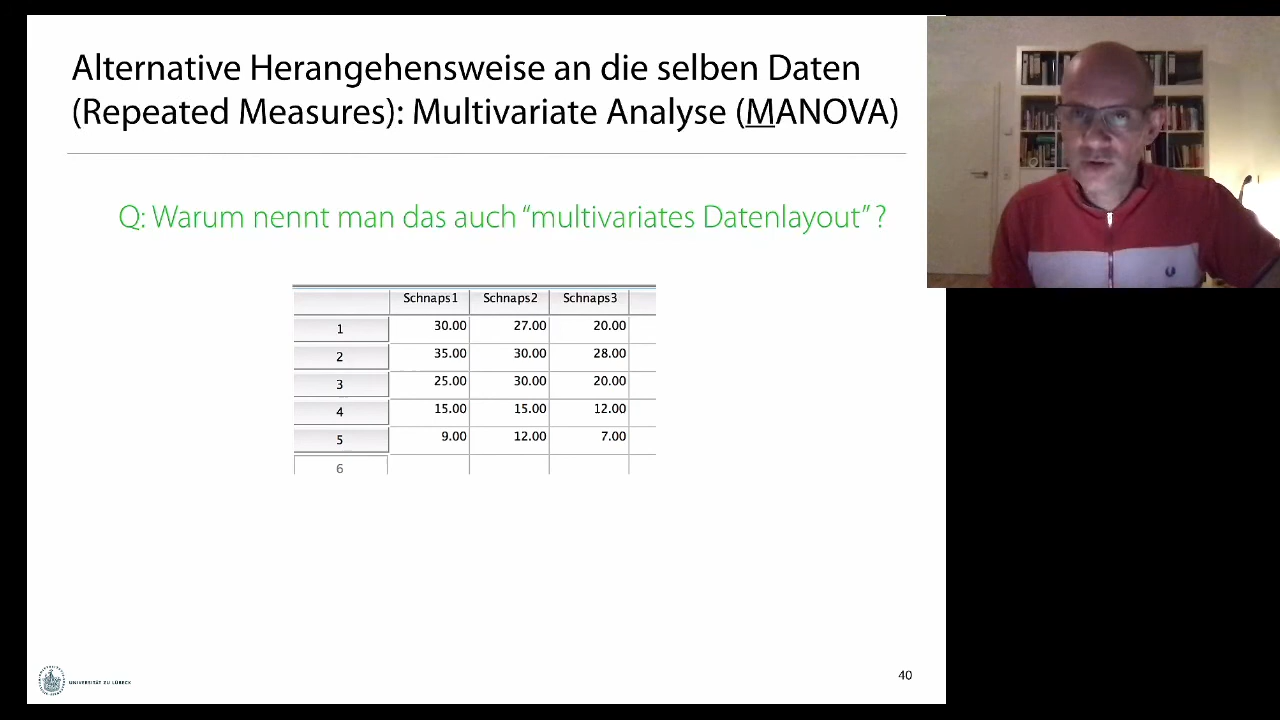 Alternative Herangehensweise an die selben Daten
(Repeated Measures): Multivariate Analyse (MANOVA)
Q: Warum nennt man das auch “multivariates Datenlayout” ?
Schnaps1 Schnaps2 Schnaps3
1 30.00 27.00 20.00
2 35.00 30.00 28.00
3 25.00 30.00 20.00
4 15.00 15.00 12.00
5 9.00 12.00 7.00
6
UNIVERSITÄT ZU LÜBECK
40